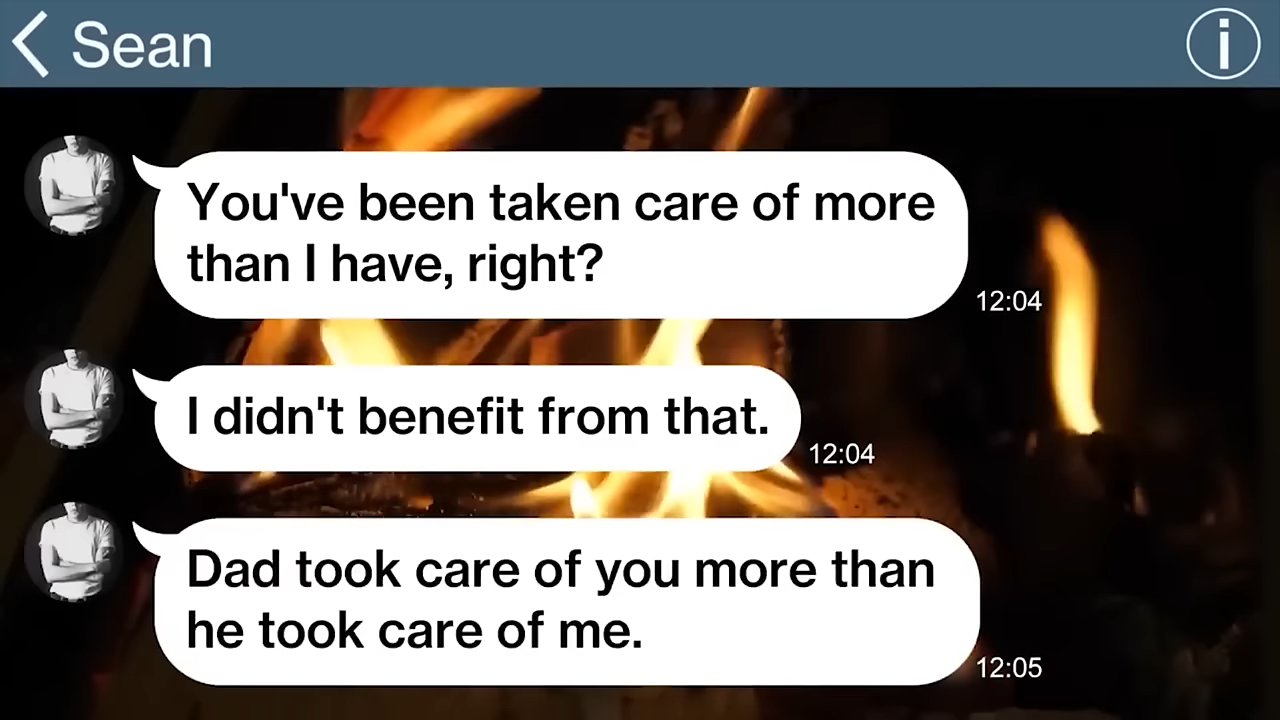 Sean
You've been taken care of more
than I have, right?
12:04
I didn't benefit from that.
12:04
Dad took care of you more than
he took care of me.
12:05